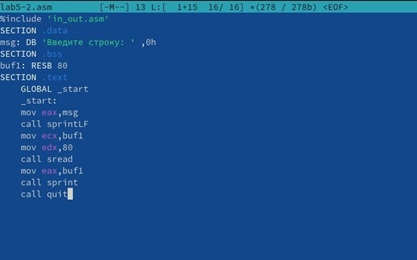 lab5-2.asm [-M--] 13 L:[ 1+15 16/ 16] *(278 / 278b) <EOF>
%include 'in_out.asm'
SECTION .data
msg: DB 'Введите строку: ' ,0h
SECTION .bss
buf1: RESB 80
SECTION .text
GLOBAL _start
_start:
mov eax,msg
call sprintLF
mov ecx,buf1
mov edx,80
call sread
mov eax,buf1
call sprint
call quit